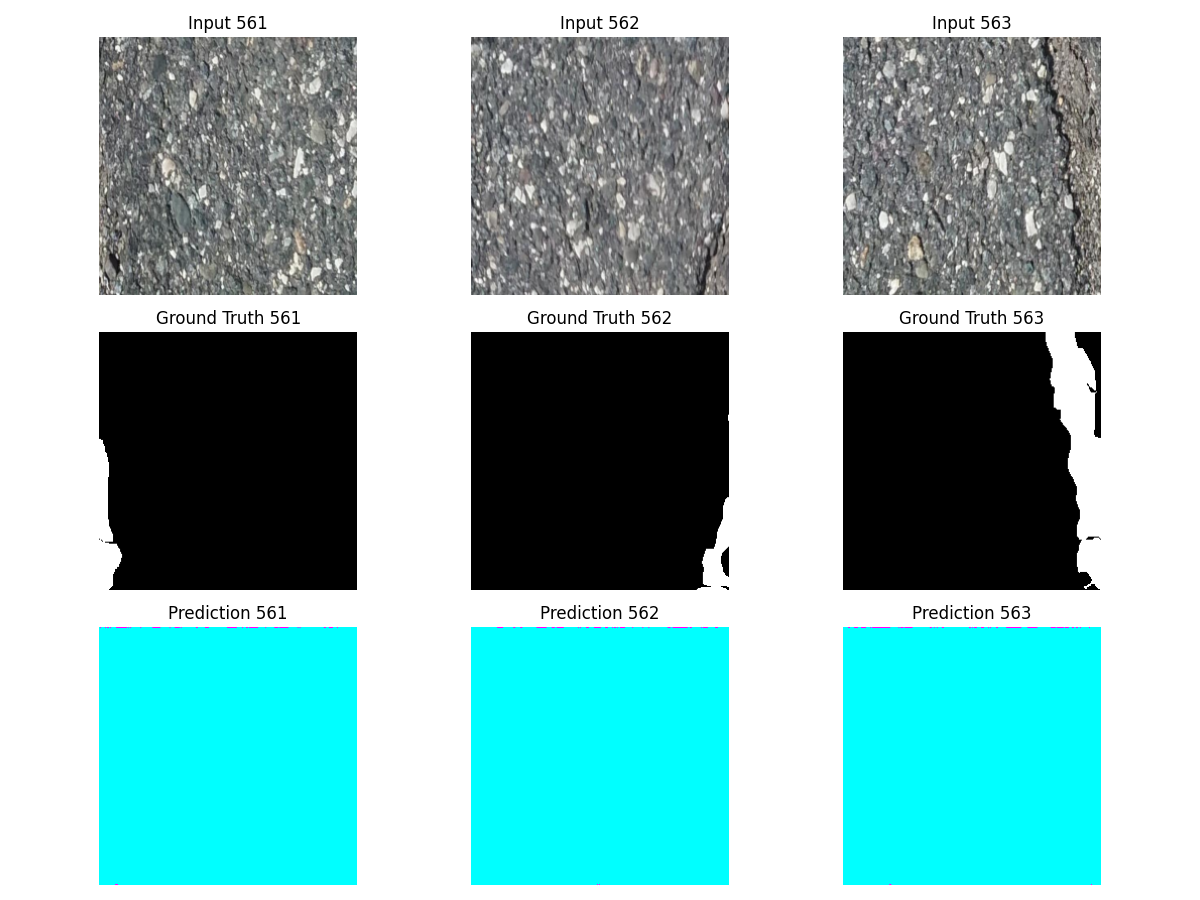 Input 561
Input 562
Input 563
Ground Truth 561
Ground Truth 562
Ground Truth 563
Prediction 561
Prediction 562
Prediction 563